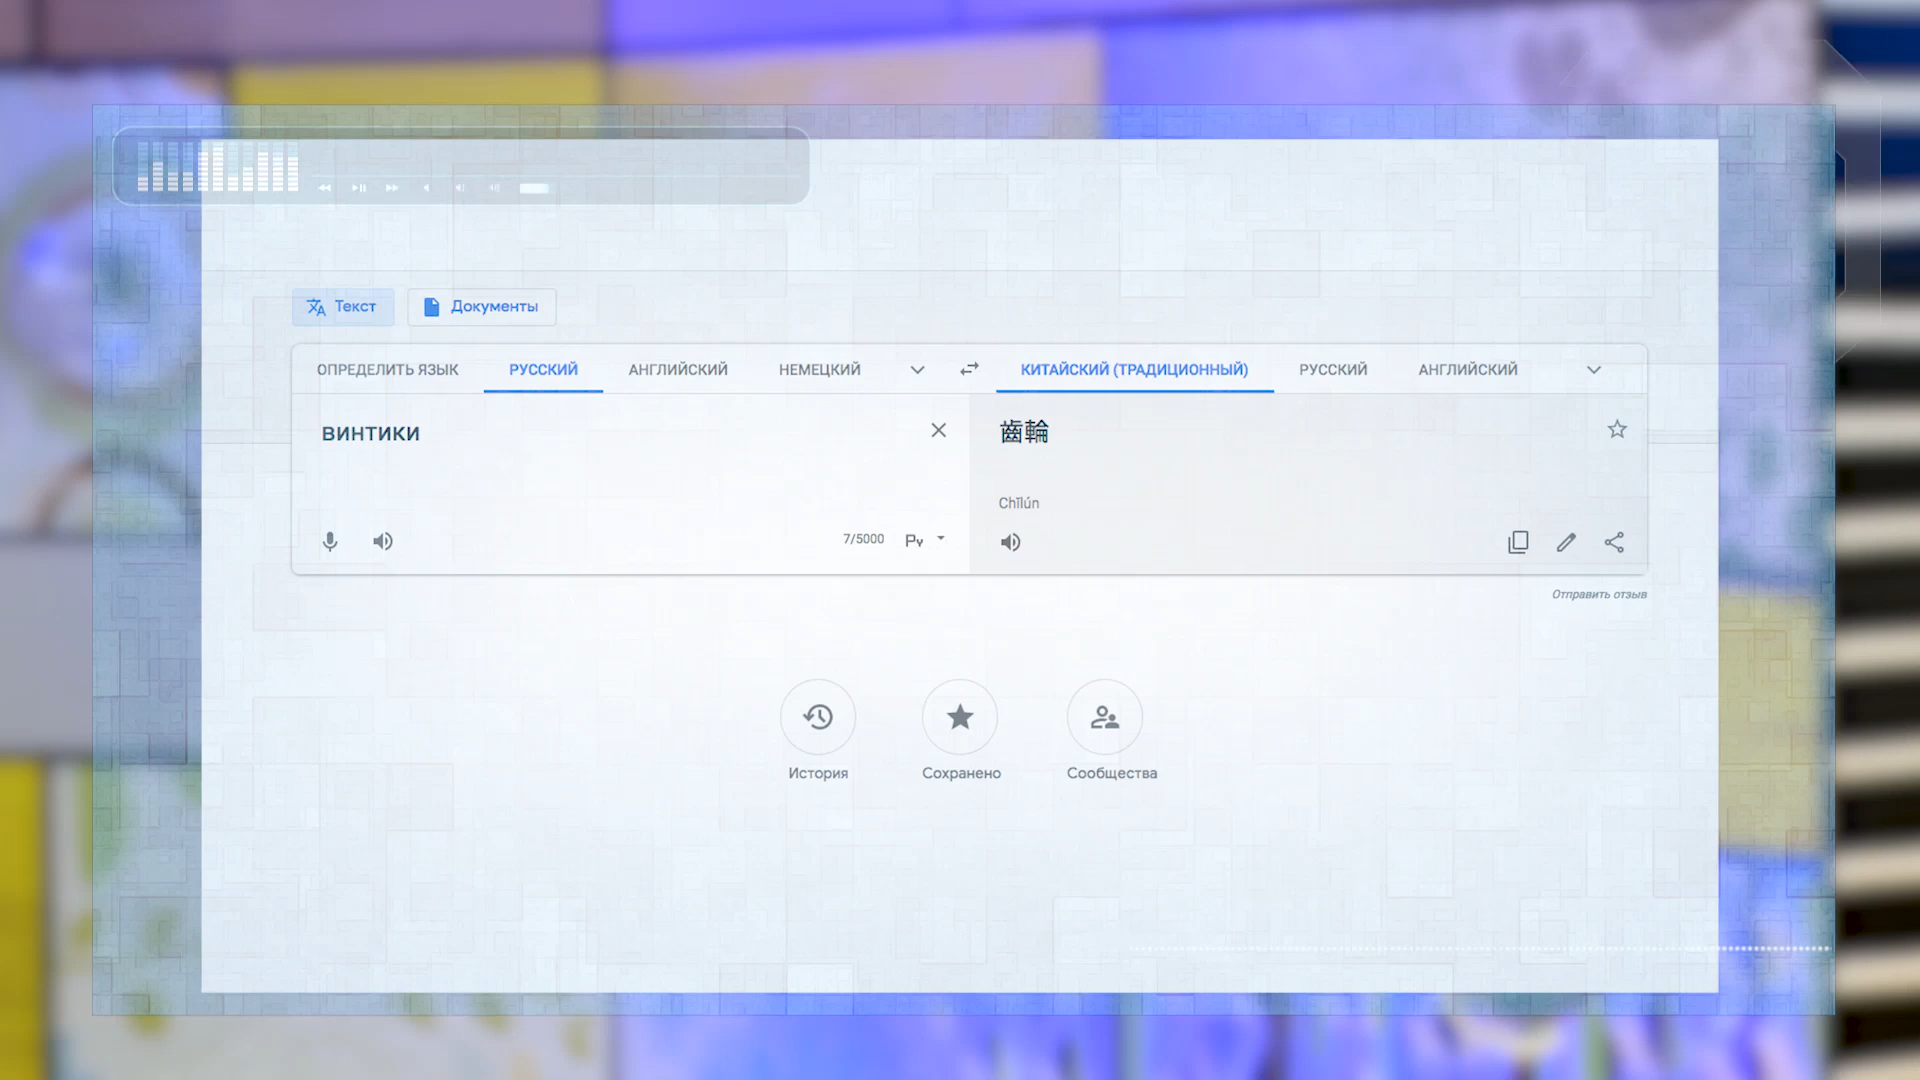 Текст Документы
ОПРЕДЕЛИТЬ ЯЗЫК РУССКИЙ АНГЛИЙСКИЙ НЕМЕЦКИЙ КИТАЙСКИЙ (ТРАДИЦИОННЫЙ) РУССКИЙ АНГЛИЙСКИЙ
винтики 齒輪
Chǐlún
7/5000 Ру
Отправить отзыв
История Сохранено Сообщества